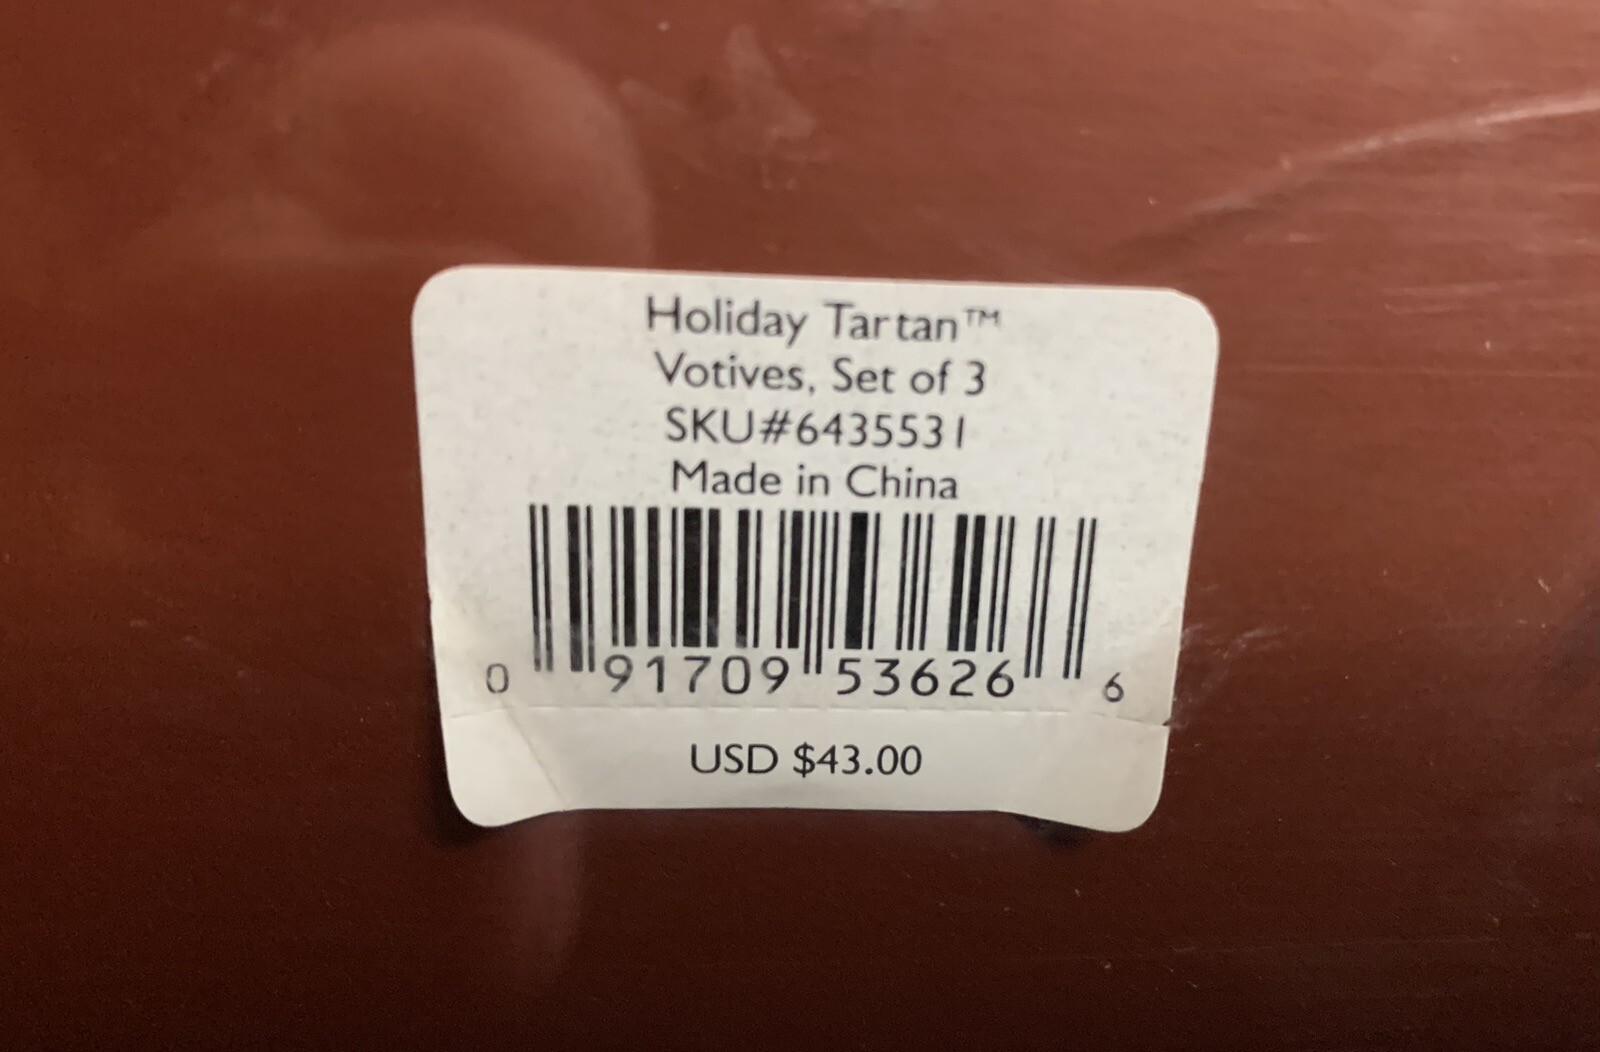 Holiday Tartan™
Votives, Set of 3
SKU#6435531
Made in China
0 91709 53626 6
USD $43.00